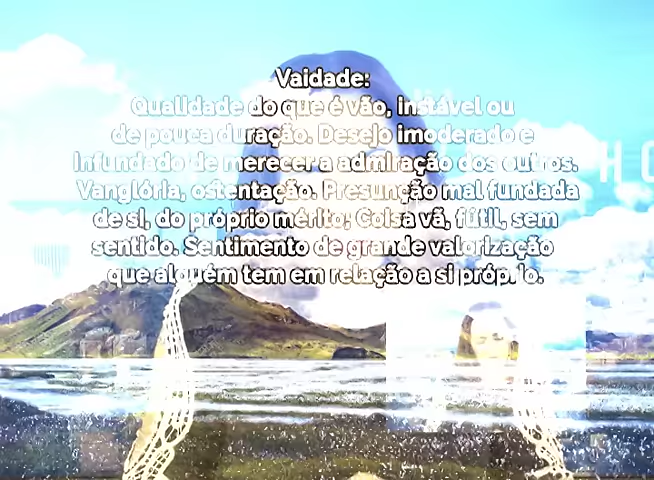 Vaidade:
Qualidade do que é vão, instável ou
de pouca duração. Desejo imoderado e
infundado de merecer a admiração dos outros.
Vanglória, ostentação. Presunção mal fundada
de si, do próprio mérito; Coisa vã, fútil, sem
sentido. Sentimento de grande valorização
que alguém tem em relação a si próprio.